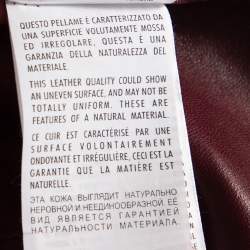 QUESTO PELLAME È CARATTERIZZATO DA
UNA SUPERFICIE VOLUTAMENTE MOSSA
ED IRREGOLARE, QUESTA È UNA
GARANZIA DELLA NATURALEZZA DEL
MATERIALE
THIS LEATHER QUALITY COULD SHOW
AN UNEVEN SURFACE, AND MAY NOT BE
TOTALLY UNIFORM. THESE ARE
FEATURES OF A NATURAL MATERIAL.
CE CUIR EST CARACTÉRISÉ PAR UNE
SURFACE VOLONTAIREMENT
ONDOYANTE ET IRRÉGULIÈRE, CECI EST LA
GARANTIE QUE LA MATIÈRE EST
NATURELLE.
ЭТА КОЖА ВЫГЛЯДИТ НАТУРАЛЬНО
НЕРОВНОЙ И НЕЕДИНООБРАЗНОЙ. ЕЁ
ВИД ЯВЛЯЕТСЯ ГАРАНТИЕЙ
НАТУРАЛЬНОСТИ МАТЕРИАЛА.